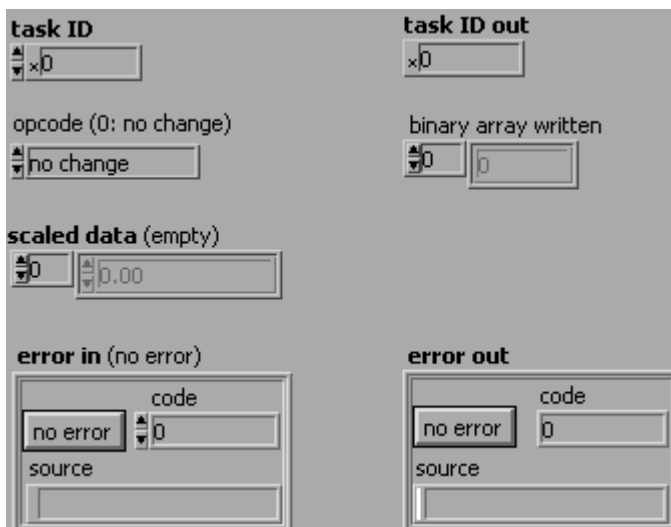 task ID
×0
task ID out
×0
opcode (0: no change)
no change
binary array written
0
0
scaled data (empty)
0
0.00
error in (no error)
code
no error
0
source
error out
code
no error
0
source